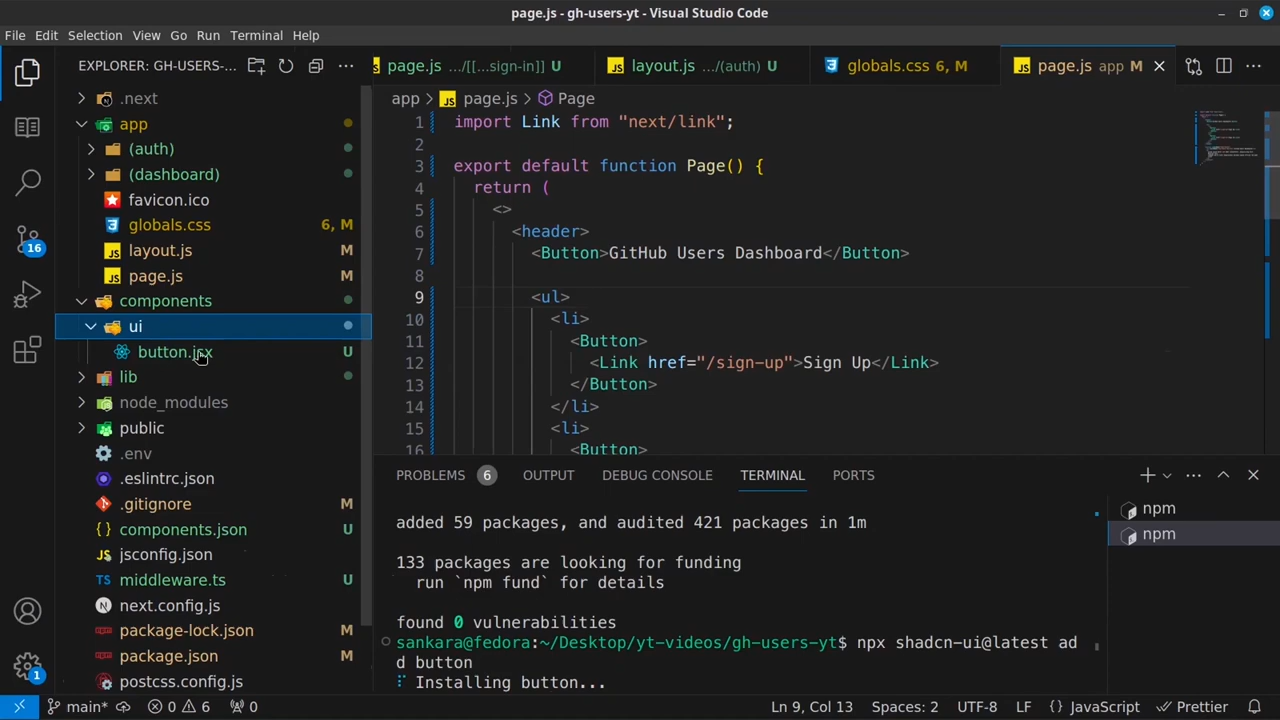 page.js - gh-users-yt - Visual Studio Code
File Edit Selection View Go Run Terminal Help
EXPLORER: GH-USERS-...
page.js .../[[...sign-in]] U
layout.js .../(auth) U
globals.css 6, M
page.js app M
.next
app
(auth)
(dashboard)
favicon.ico
globals.css 6, M
layout.js M
page.js M
components
ui
button.jsx U
lib
node_modules
public
.env
.eslintrc.json
.gitignore M
components.json U
jsconfig.json
middleware.ts U
next.config.js
package-lock.json M
package.json M
postcss.config.js
16
1
app > page.js > Page
1 import Link from "next/link";
2
3 export default function Page() {
4 return (
5 <>
6 <header>
7 <Button>GitHub Users Dashboard</Button>
8
9 <ul>
10 <li>
11 <Button>
12 <Link href="/sign-up">Sign Up</Link>
13 </Button>
14 </li>
15 <li>
16 <Button>
PROBLEMS 6 OUTPUT DEBUG CONSOLE TERMINAL PORTS
added 59 packages, and audited 421 packages in 1m
133 packages are looking for funding
run `npm fund` for details
found 0 vulnerabilities
sankara@fedora:~/Desktop/yt-videos/gh-users-yt$ npx shadcn-ui@latest ad
d button
Installing button...
npm
npm
main* 0 6 0 Ln 9, Col 13 Spaces: 2 UTF-8 LF {} JavaScript Prettier